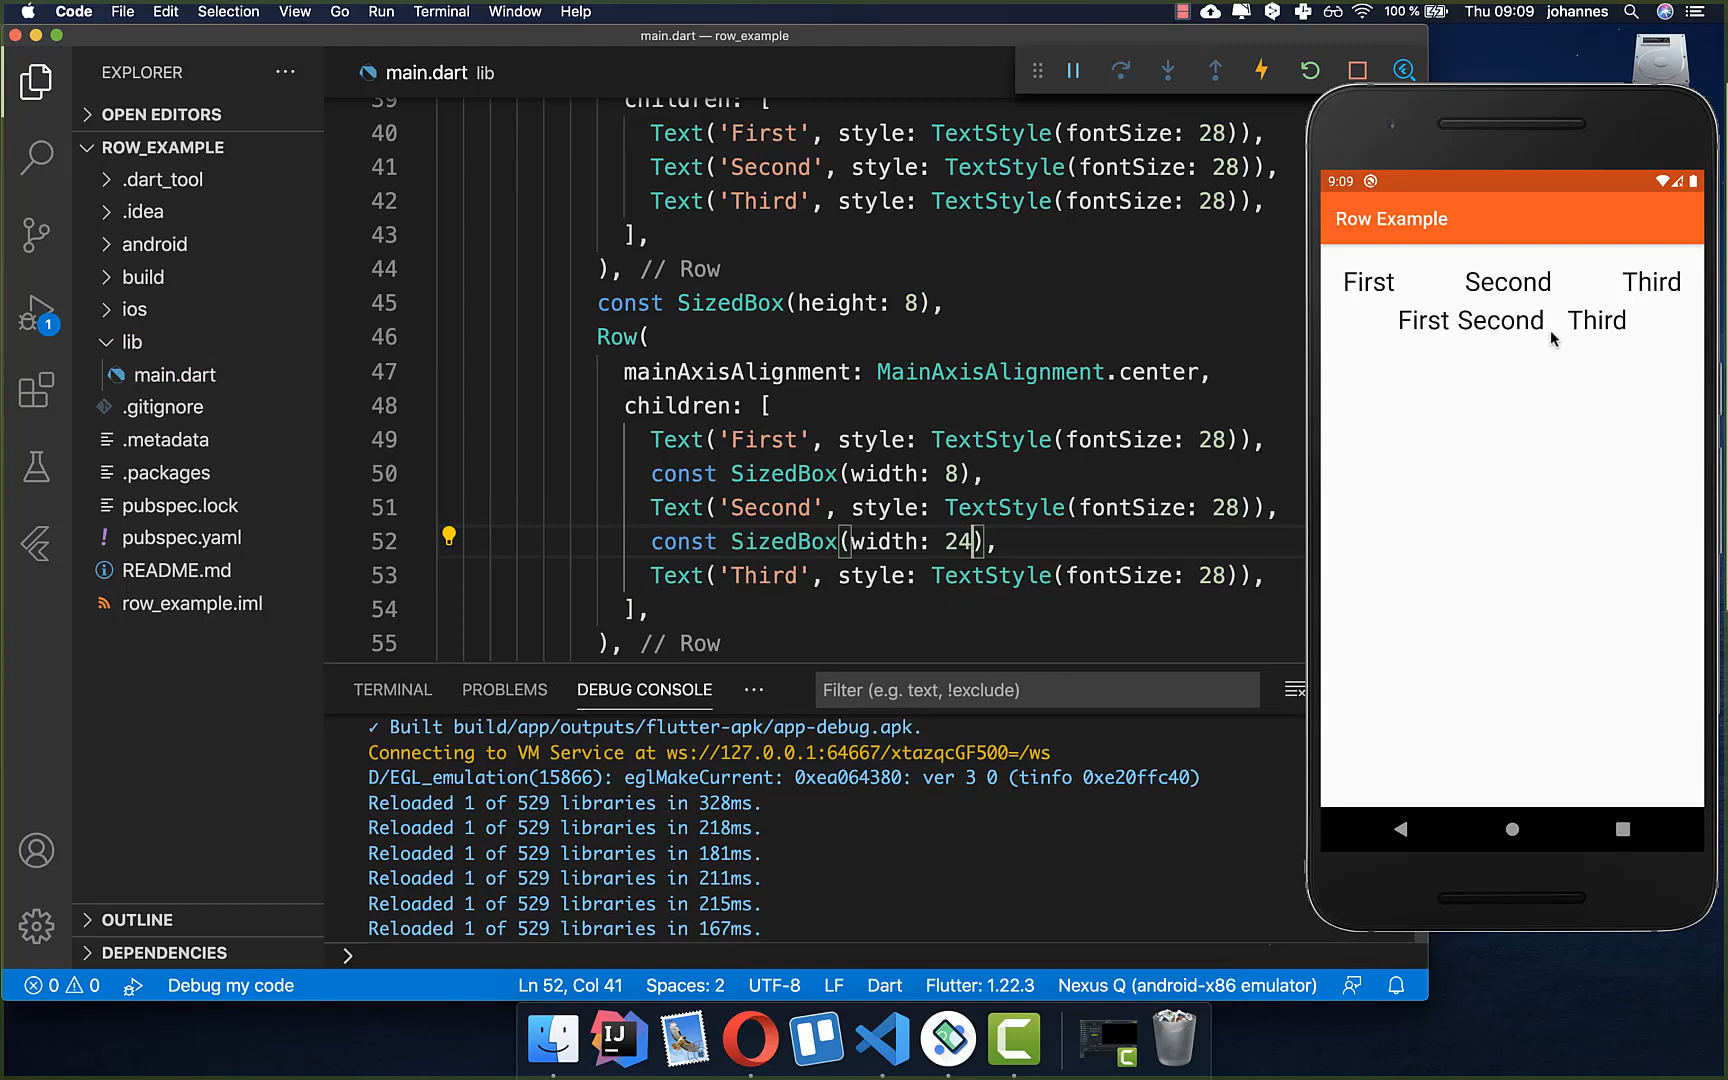 Code File Edit Selection View Go Run Terminal Window Help
100 % Thu 09:09 johannes
main.dart — row_example
EXPLORER
OPEN EDITORS
ROW_EXAMPLE
.dart_tool
.idea
android
build
ios
lib
main.dart
.gitignore
.metadata
.packages
pubspec.lock
! pubspec.yaml
README.md
row_example.iml
OUTLINE
DEPENDENCIES
1
main.dart lib
39 children: [
40 Text('First', style: TextStyle(fontSize: 28)),
41 Text('Second', style: TextStyle(fontSize: 28)),
42 Text('Third', style: TextStyle(fontSize: 28)),
43 ],
44 ), // Row
45 const SizedBox(height: 8),
46 Row(
47 mainAxisAlignment: MainAxisAlignment.center,
48 children: [
49 Text('First', style: TextStyle(fontSize: 28)),
50 const SizedBox(width: 8),
51 Text('Second', style: TextStyle(fontSize: 28)),
52 const SizedBox(width: 24),
53 Text('Third', style: TextStyle(fontSize: 28)),
54 ],
55 ), // Row
TERMINAL PROBLEMS DEBUG CONSOLE ··· Filter (e.g. text, !exclude)
✓ Built build/app/outputs/flutter-apk/app-debug.apk.
Connecting to VM Service at ws://127.0.0.1:64667/xtazqcGF500=/ws
D/EGL_emulation(15866): eglMakeCurrent: 0xea064380: ver 3 0 (tinfo 0xe20ffc40)
Reloaded 1 of 529 libraries in 328ms.
Reloaded 1 of 529 libraries in 218ms.
Reloaded 1 of 529 libraries in 181ms.
Reloaded 1 of 529 libraries in 211ms.
Reloaded 1 of 529 libraries in 215ms.
Reloaded 1 of 529 libraries in 167ms.
0 0 Debug my code Ln 52, Col 41 Spaces: 2 UTF-8 LF Dart Flutter: 1.22.3 Nexus Q (android-x86 emulator)
9:09
Row Example
First Second Third
First Second Third
IJ